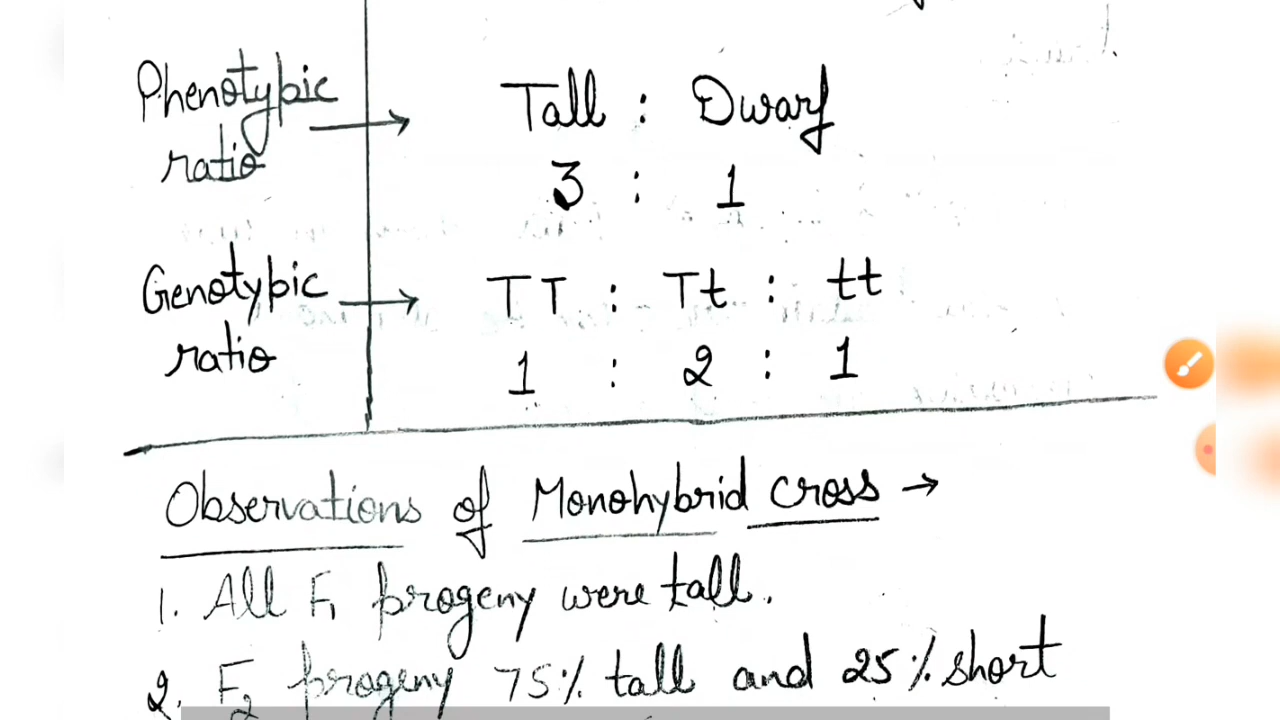 Phenotypic ratio → Tall : Dwarf
3 : 1
Genotypic ratio → TT : Tt : tt
1 : 2 : 1
Observations of Monohybrid cross →
1. All F₁ progeny were tall.
2. F₂ progeny 75% tall and 25% short